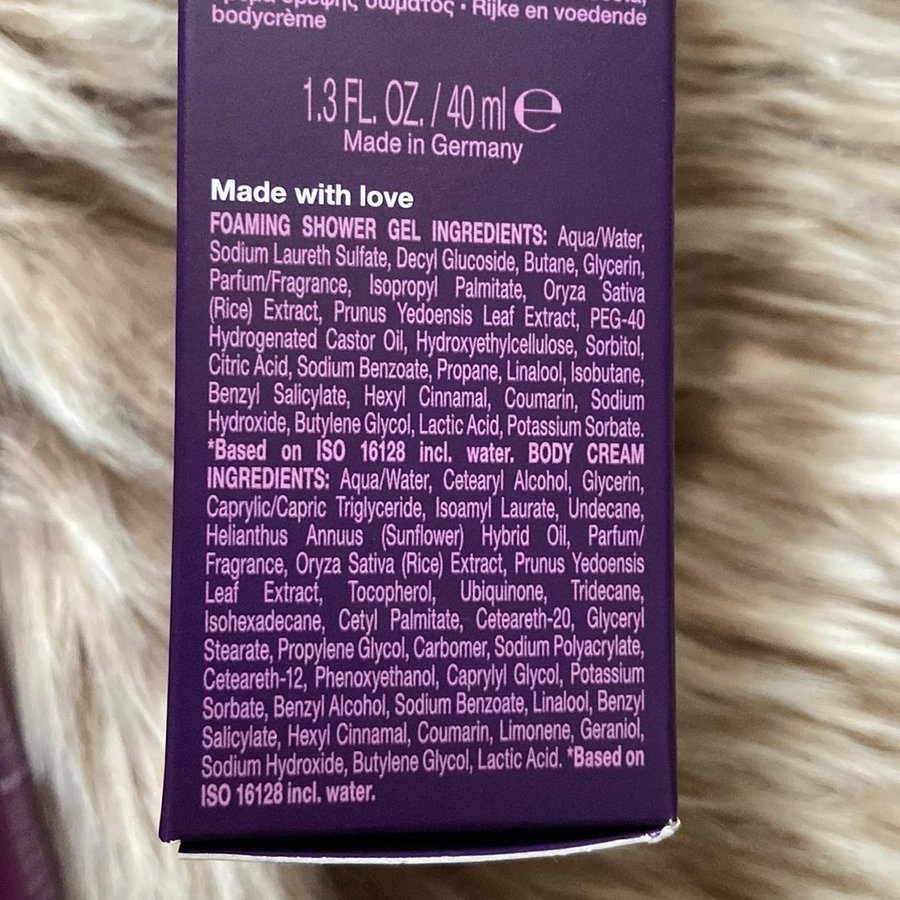 σώματος · Rijke en voedende
bodycrème
1.3 FL. OZ. / 40 ml e
Made in Germany
Made with love
FOAMING SHOWER GEL INGREDIENTS: Aqua/Water,
Sodium Laureth Sulfate, Decyl Glucoside, Butane, Glycerin,
Parfum/Fragrance, Isopropyl Palmitate, Oryza Sativa
(Rice) Extract, Prunus Yedoensis Leaf Extract, PEG-40
Hydrogenated Castor Oil, Hydroxyethylcellulose, Sorbitol,
Citric Acid, Sodium Benzoate, Propane, Linalool, Isobutane,
Benzyl Salicylate, Hexyl Cinnamal, Coumarin, Sodium
Hydroxide, Butylene Glycol, Lactic Acid, Potassium Sorbate.
*Based on ISO 16128 incl. water. BODY CREAM
INGREDIENTS: Aqua/Water, Cetearyl Alcohol, Glycerin,
Caprylic/Capric Triglyceride, Isoamyl Laurate, Undecane,
Helianthus Annuus (Sunflower) Hybrid Oil, Parfum/
Fragrance, Oryza Sativa (Rice) Extract, Prunus Yedoensis
Leaf Extract, Tocopherol, Ubiquinone, Tridecane,
Isohexadecane, Cetyl Palmitate, Ceteareth-20, Glyceryl
Stearate, Propylene Glycol, Carbomer, Sodium Polyacrylate,
Ceteareth-12, Phenoxyethanol, Caprylyl Glycol, Potassium
Sorbate, Benzyl Alcohol, Sodium Benzoate, Linalool, Benzyl
Salicylate, Hexyl Cinnamal, Coumarin, Limonene, Geraniol,
Sodium Hydroxide, Butylene Glycol, Lactic Acid. *Based on
ISO 16128 incl. water.